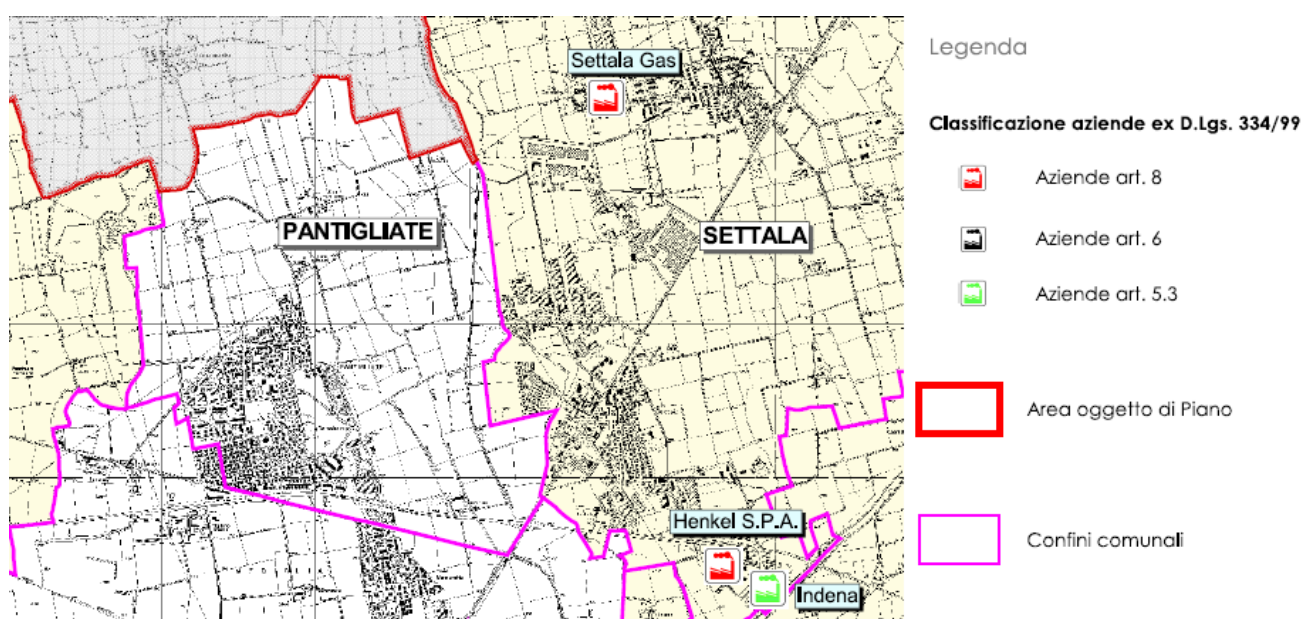 Settala Gas
PANTIGLIATE
SETTALA
Henkel S.P.A.
Indena
Legenda
Classificazione aziende ex D.Lgs. 334/99
Aziende art. 8
Aziende art. 6
Aziende art. 5.3
Area oggetto di Piano
Confini comunali